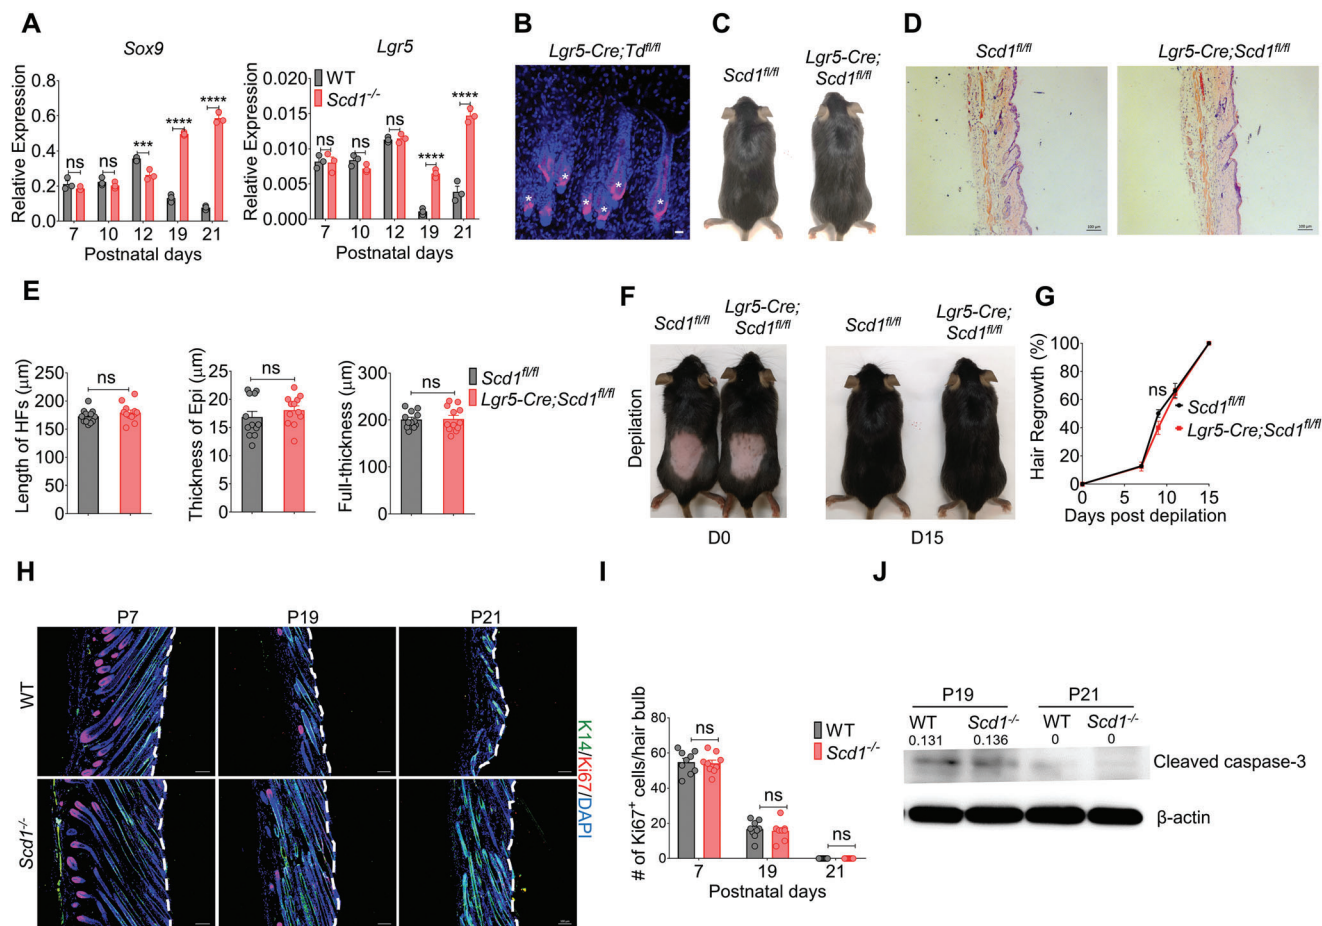 A
Sox9
Relative Expression
0.8
0.6
0.4
0.2
0.0
ns
ns
***
****
****
7 10 12 19 21
Postnatal days
Lgr5
Relative Expression
0.020
0.015
0.010
0.005
0.000
WT
Scd1-/-
ns
ns
ns
****
****
7 10 12 19 21
Postnatal days
B
Lgr5-Cre;Tdfl/fl
* * * * * *
C
Scd1fl/fl
Lgr5-Cre;
Scd1fl/fl
D
Scd1fl/fl
Lgr5-Cre;Scd1fl/fl
100 μm
100 μm
E
Length of HFs (μm)
250
200
150
100
50
0
ns
Thickness of Epi (μm)
25
20
15
10
5
0
ns
Full-thickness (μm)
300
200
100
0
ns
Scd1fl/fl
Lgr5-Cre;Scd1fl/fl
F
Scd1fl/fl
Lgr5-Cre;
Scd1fl/fl
Scd1fl/fl
Lgr5-Cre;
Scd1fl/fl
Depilation
D0
D15
G
Hair Regrowth (%)
100
80
60
40
20
0
ns
Scd1fl/fl
Lgr5-Cre;Scd1fl/fl
0 5 10 15
Days post depilation
H
P7 P19 P21
WT
Scd1-/-
K14/Ki67/DAPI
I
# of Ki67+ cells/hair bulb
80
60
40
20
0
ns
ns
ns
WT
Scd1-/-
7 19 21
Postnatal days
J
P19 P21
WT Scd1-/- WT Scd1-/-
0.131 0.136 0 0
Cleaved caspase-3
β-actin